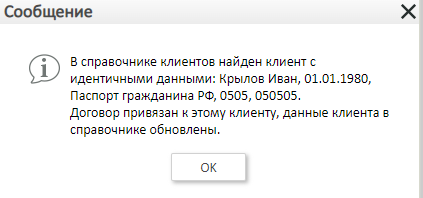 Сообщение
В справочнике клиентов найден клиент с
идентичными данными: Крылов Иван, 01.01.1980,
Паспорт гражданина РФ, 0505, 050505.
Договор привязан к этому клиенту, данные клиента в
справочнике обновлены.
OK